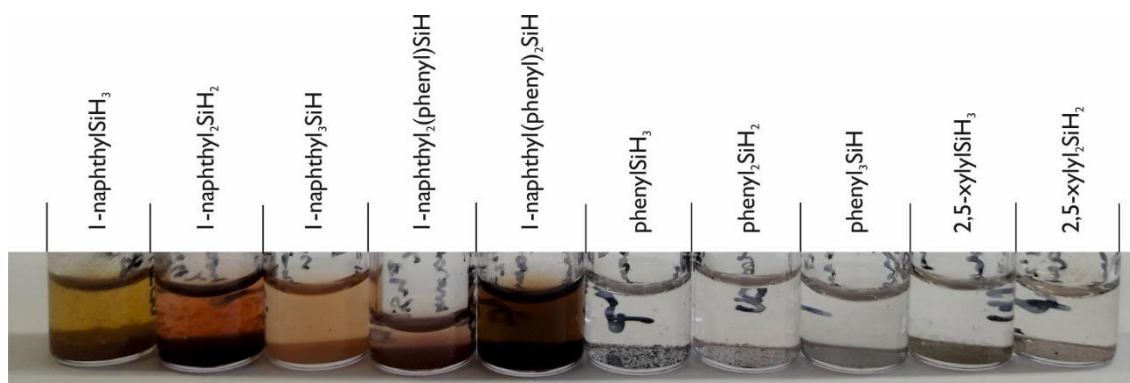 1-naphthylSiH₃
1-naphthyl₂SiH₂
1-naphthyl₃SiH
1-naphthyl₂(phenyl)SiH
1-naphthyl(phenyl)₂SiH
phenylSiH₃
phenyl₂SiH₂
phenyl₃SiH
2,5-xylylSiH₃
2,5-xylyl₂SiH₂